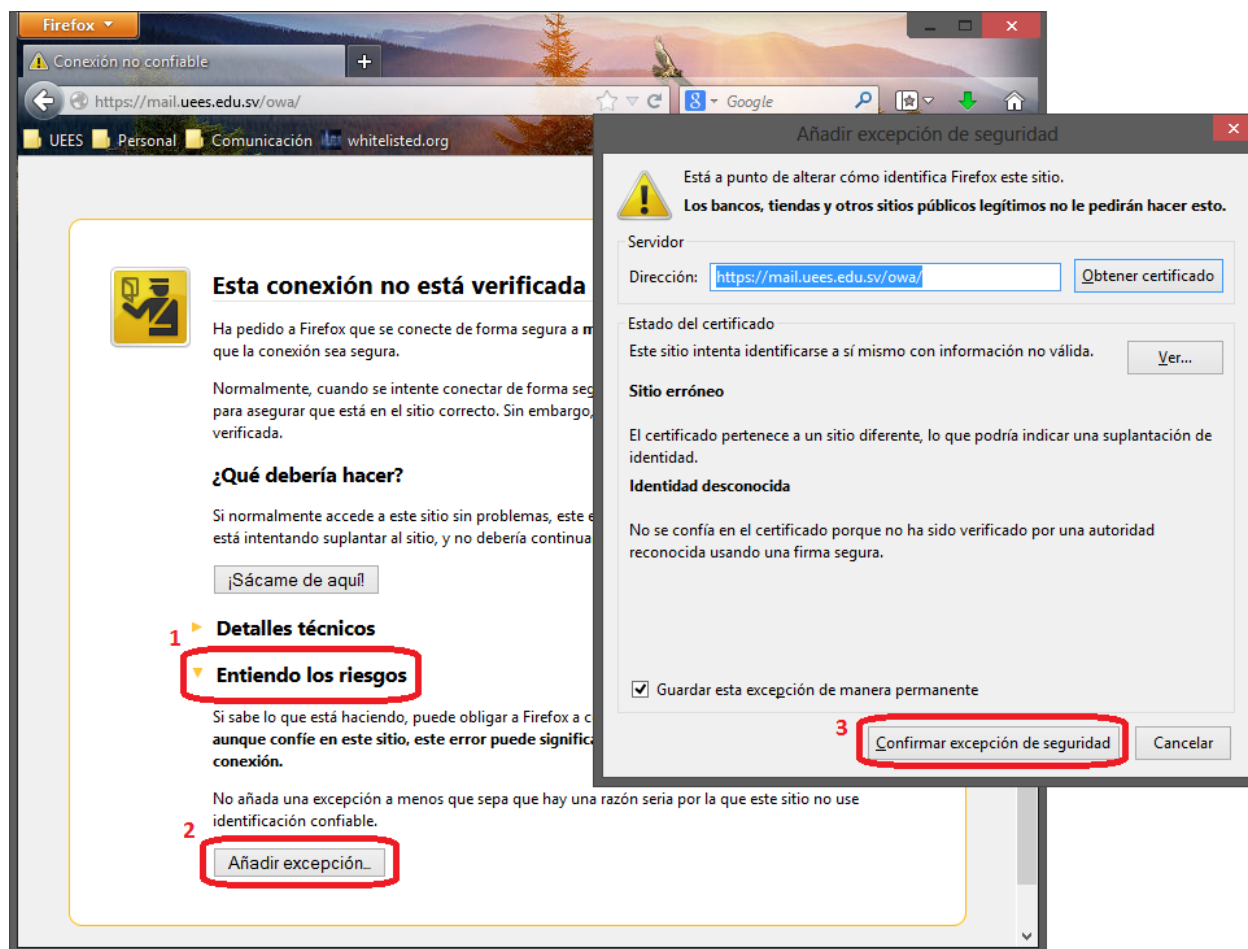 Firefox
Conexión no confiable
+
https://mail.uees.edu.sv/owa/
Google
UEES
Personal
Comunicación
whitelisted.org
Esta conexión no está verificada
Ha pedido a Firefox que se conecte de forma segura a
que la conexión sea segura.
Normalmente, cuando se intente conectar de forma
para asegurar que está en el sitio correcto. Sin embargo,
verificada.
¿Qué debería hacer?
Si normalmente accede a este sitio sin problemas, este
está intentando suplantar al sitio, y no debería
¡Sácame de aquí!
1
Detalles técnicos
Entiendo los riesgos
Si sabe lo que está haciendo, puede obligar a Firefox a
aunque confíe en este sitio, este error puede
conexión.
No añada una excepción a menos que sepa que hay una razón seria por la que este sitio no use
identificación confiable.
2
Añadir excepción...
Añadir excepción de seguridad
Está a punto de alterar cómo identifica Firefox este sitio.
Los bancos, tiendas y otros sitios públicos legítimos no le pedirán hacer esto.
Servidor
Dirección:
https://mail.uees.edu.sv/owa/
Obtener certificado
Estado del certificado
Este sitio intenta identificarse a sí mismo con información no válida.
Ver...
Sitio erróneo
El certificado pertenece a un sitio diferente, lo que podría indicar una suplantación de
identidad.
Identidad desconocida
No se confía en el certificado porque no ha sido verificado por una autoridad
reconocida usando una firma segura.
Guardar esta excepción de manera permanente
3
Confirmar excepción de seguridad
Cancelar